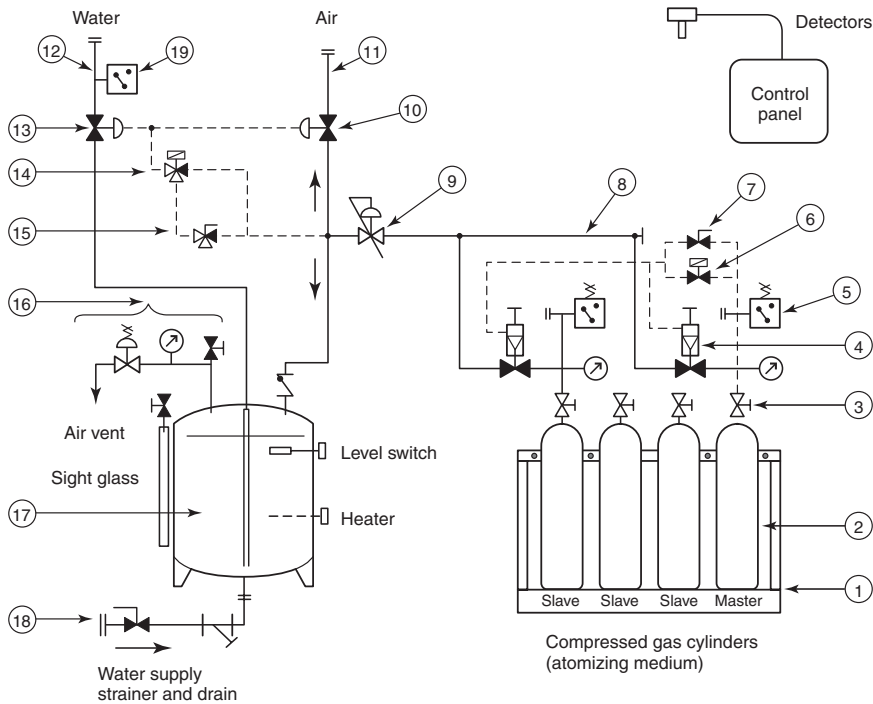 Water
Air
Detectors
Control
panel
12
19
11
10
13
14
15
9
8
7
6
5
16
4
3
Air vent
Level switch
Sight glass
17
Heater
2
1
Slave
Slave
Slave
Master
18
Compressed gas cylinders
(atomizing medium)
Water supply
strainer and drain